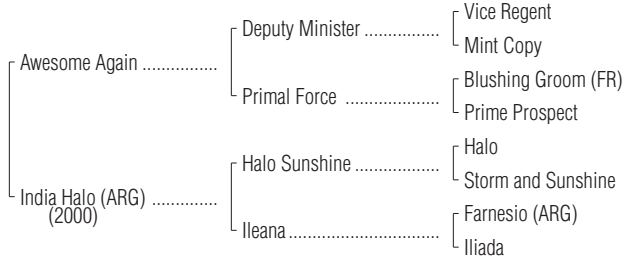 Vice Regent
Deputy Minister ..................
Mint Copy
Awesome Again ...............
Blushing Groom (FR)
Primal Force ......................
Prime Prospect
Halo
Halo Sunshine ....................
Storm and Sunshine
India Halo (ARG) ..............
(2000)
Farnesio (ARG)
Ileana ................................
Iliada